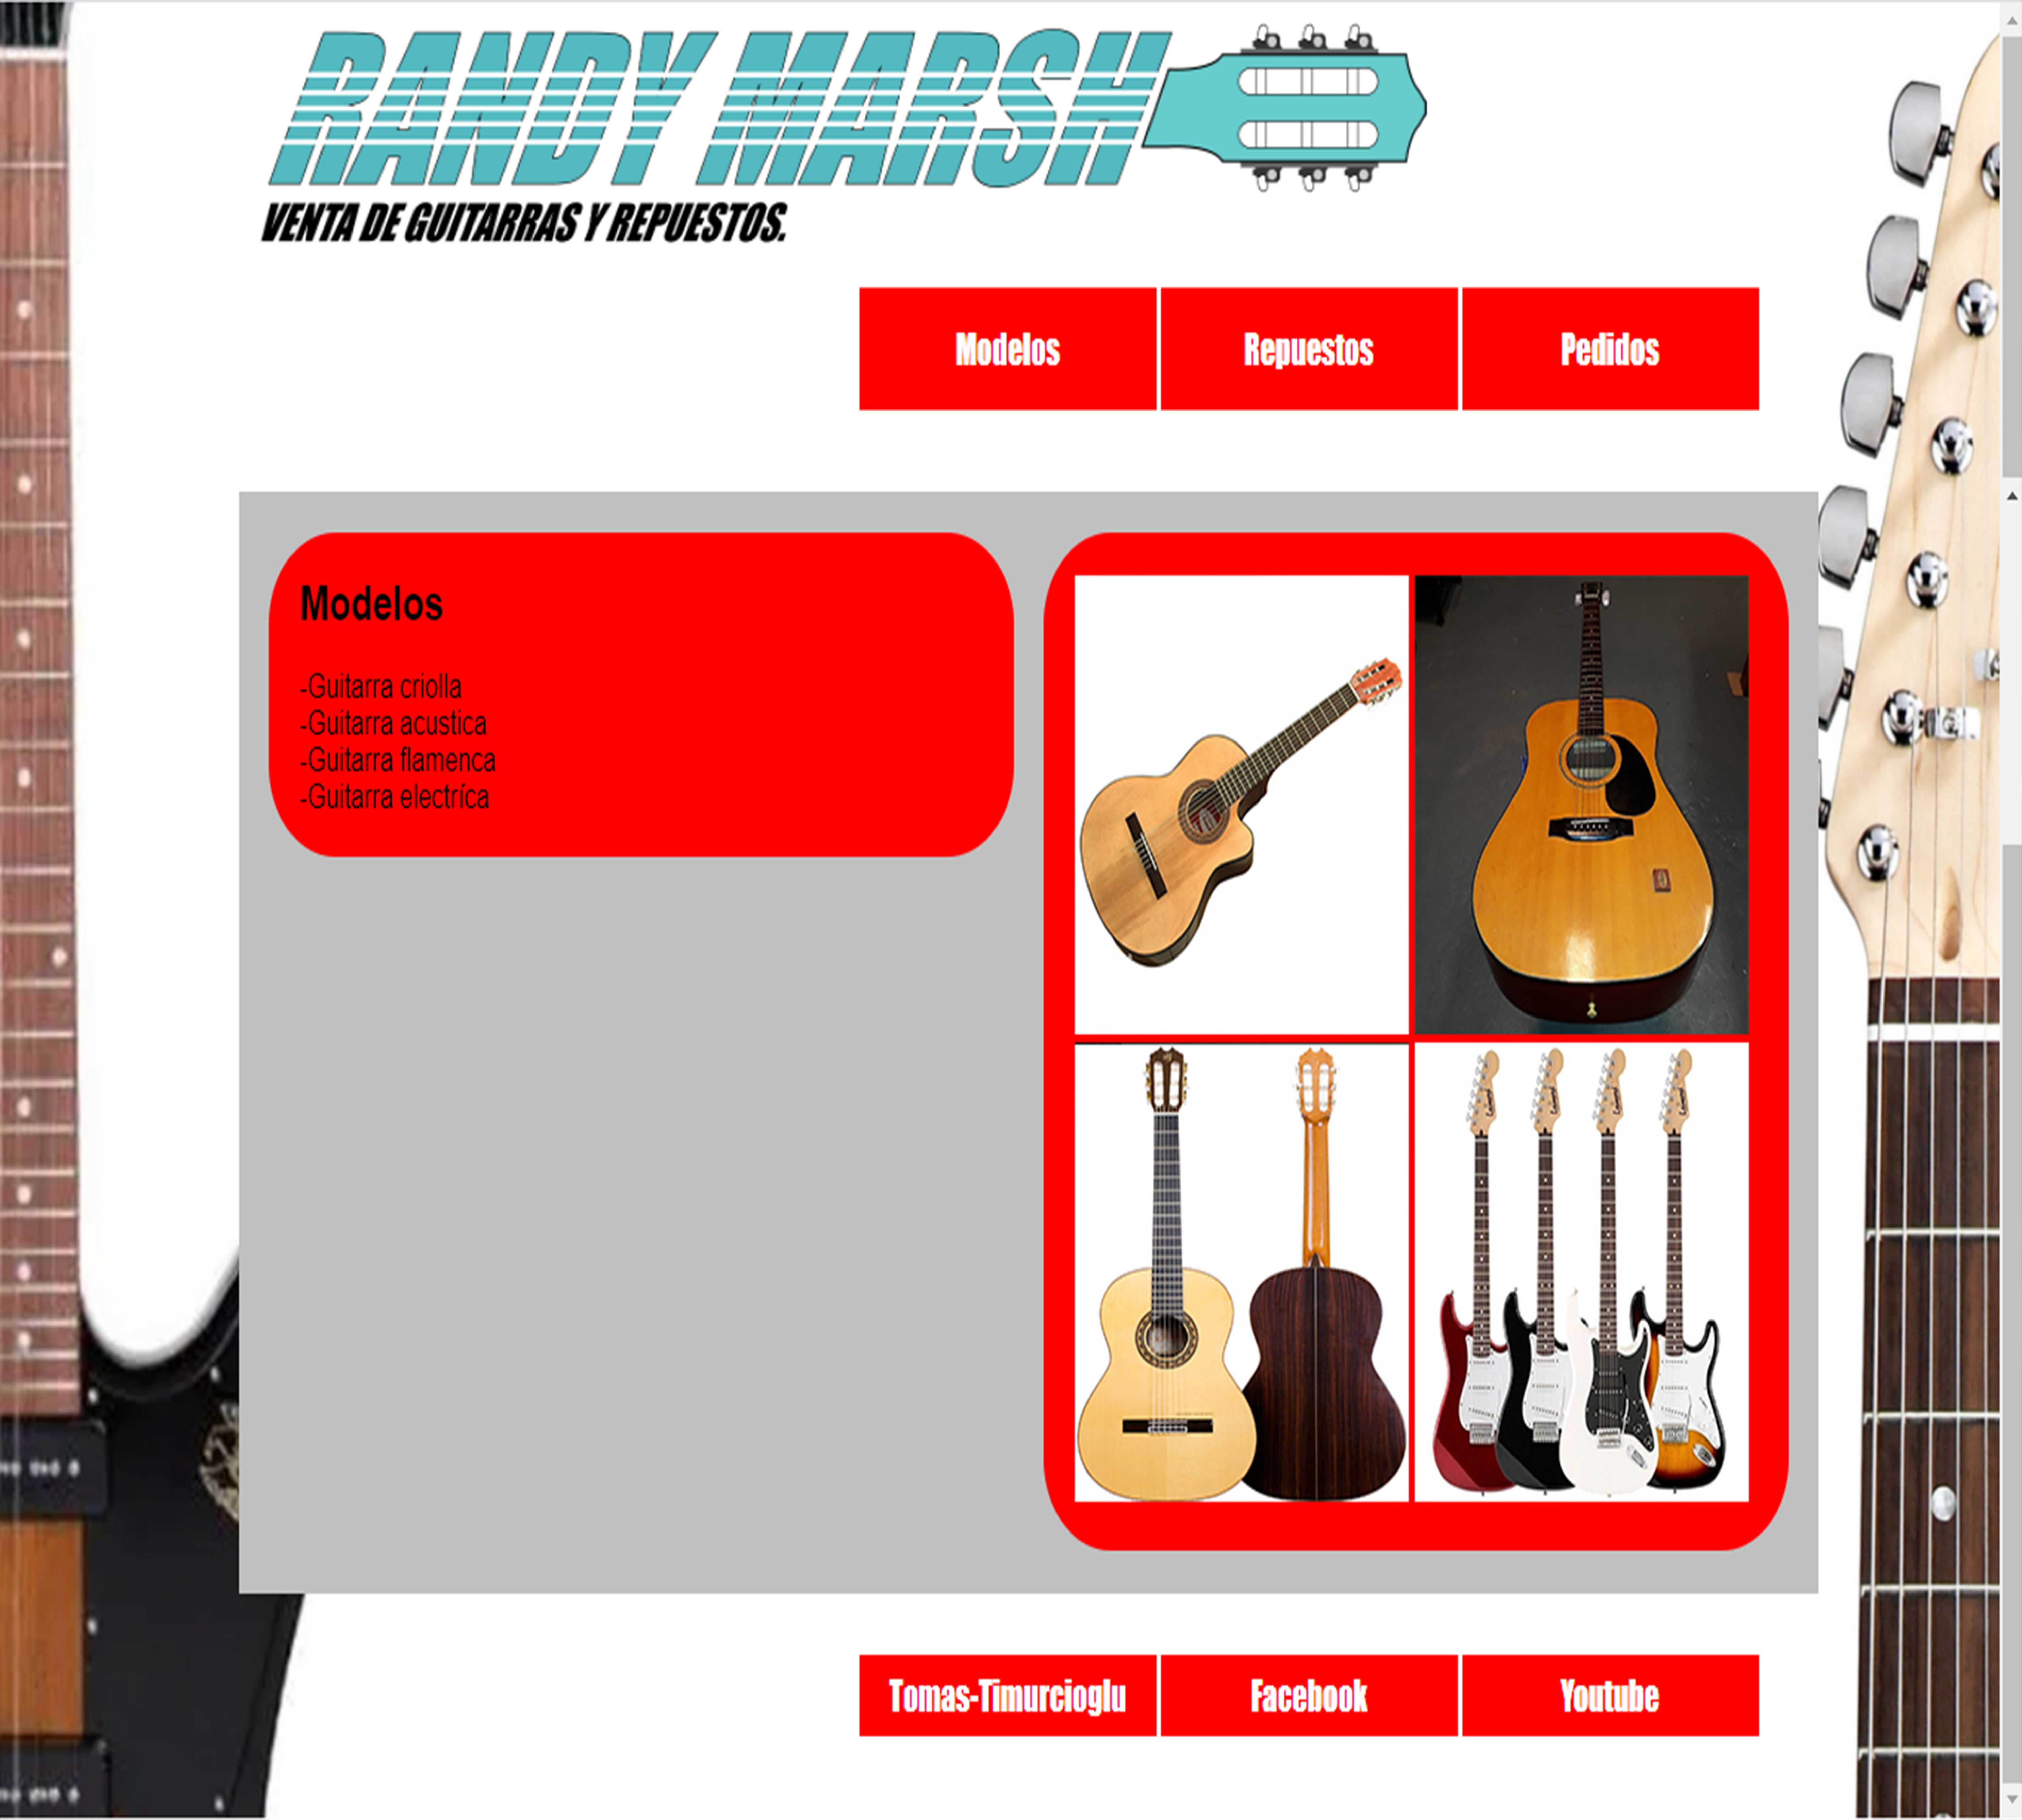 RANDY MARSH
VENTA DE GUITARRAS Y REPUESTOS.
Modelos
Repuestos
Pedidos
Modelos
-Guitarra criolla
-Guitarra acustica
-Guitarra flamenca
-Guitarra electríca
Tomas-Timurcioglu
Facebook
Youtube